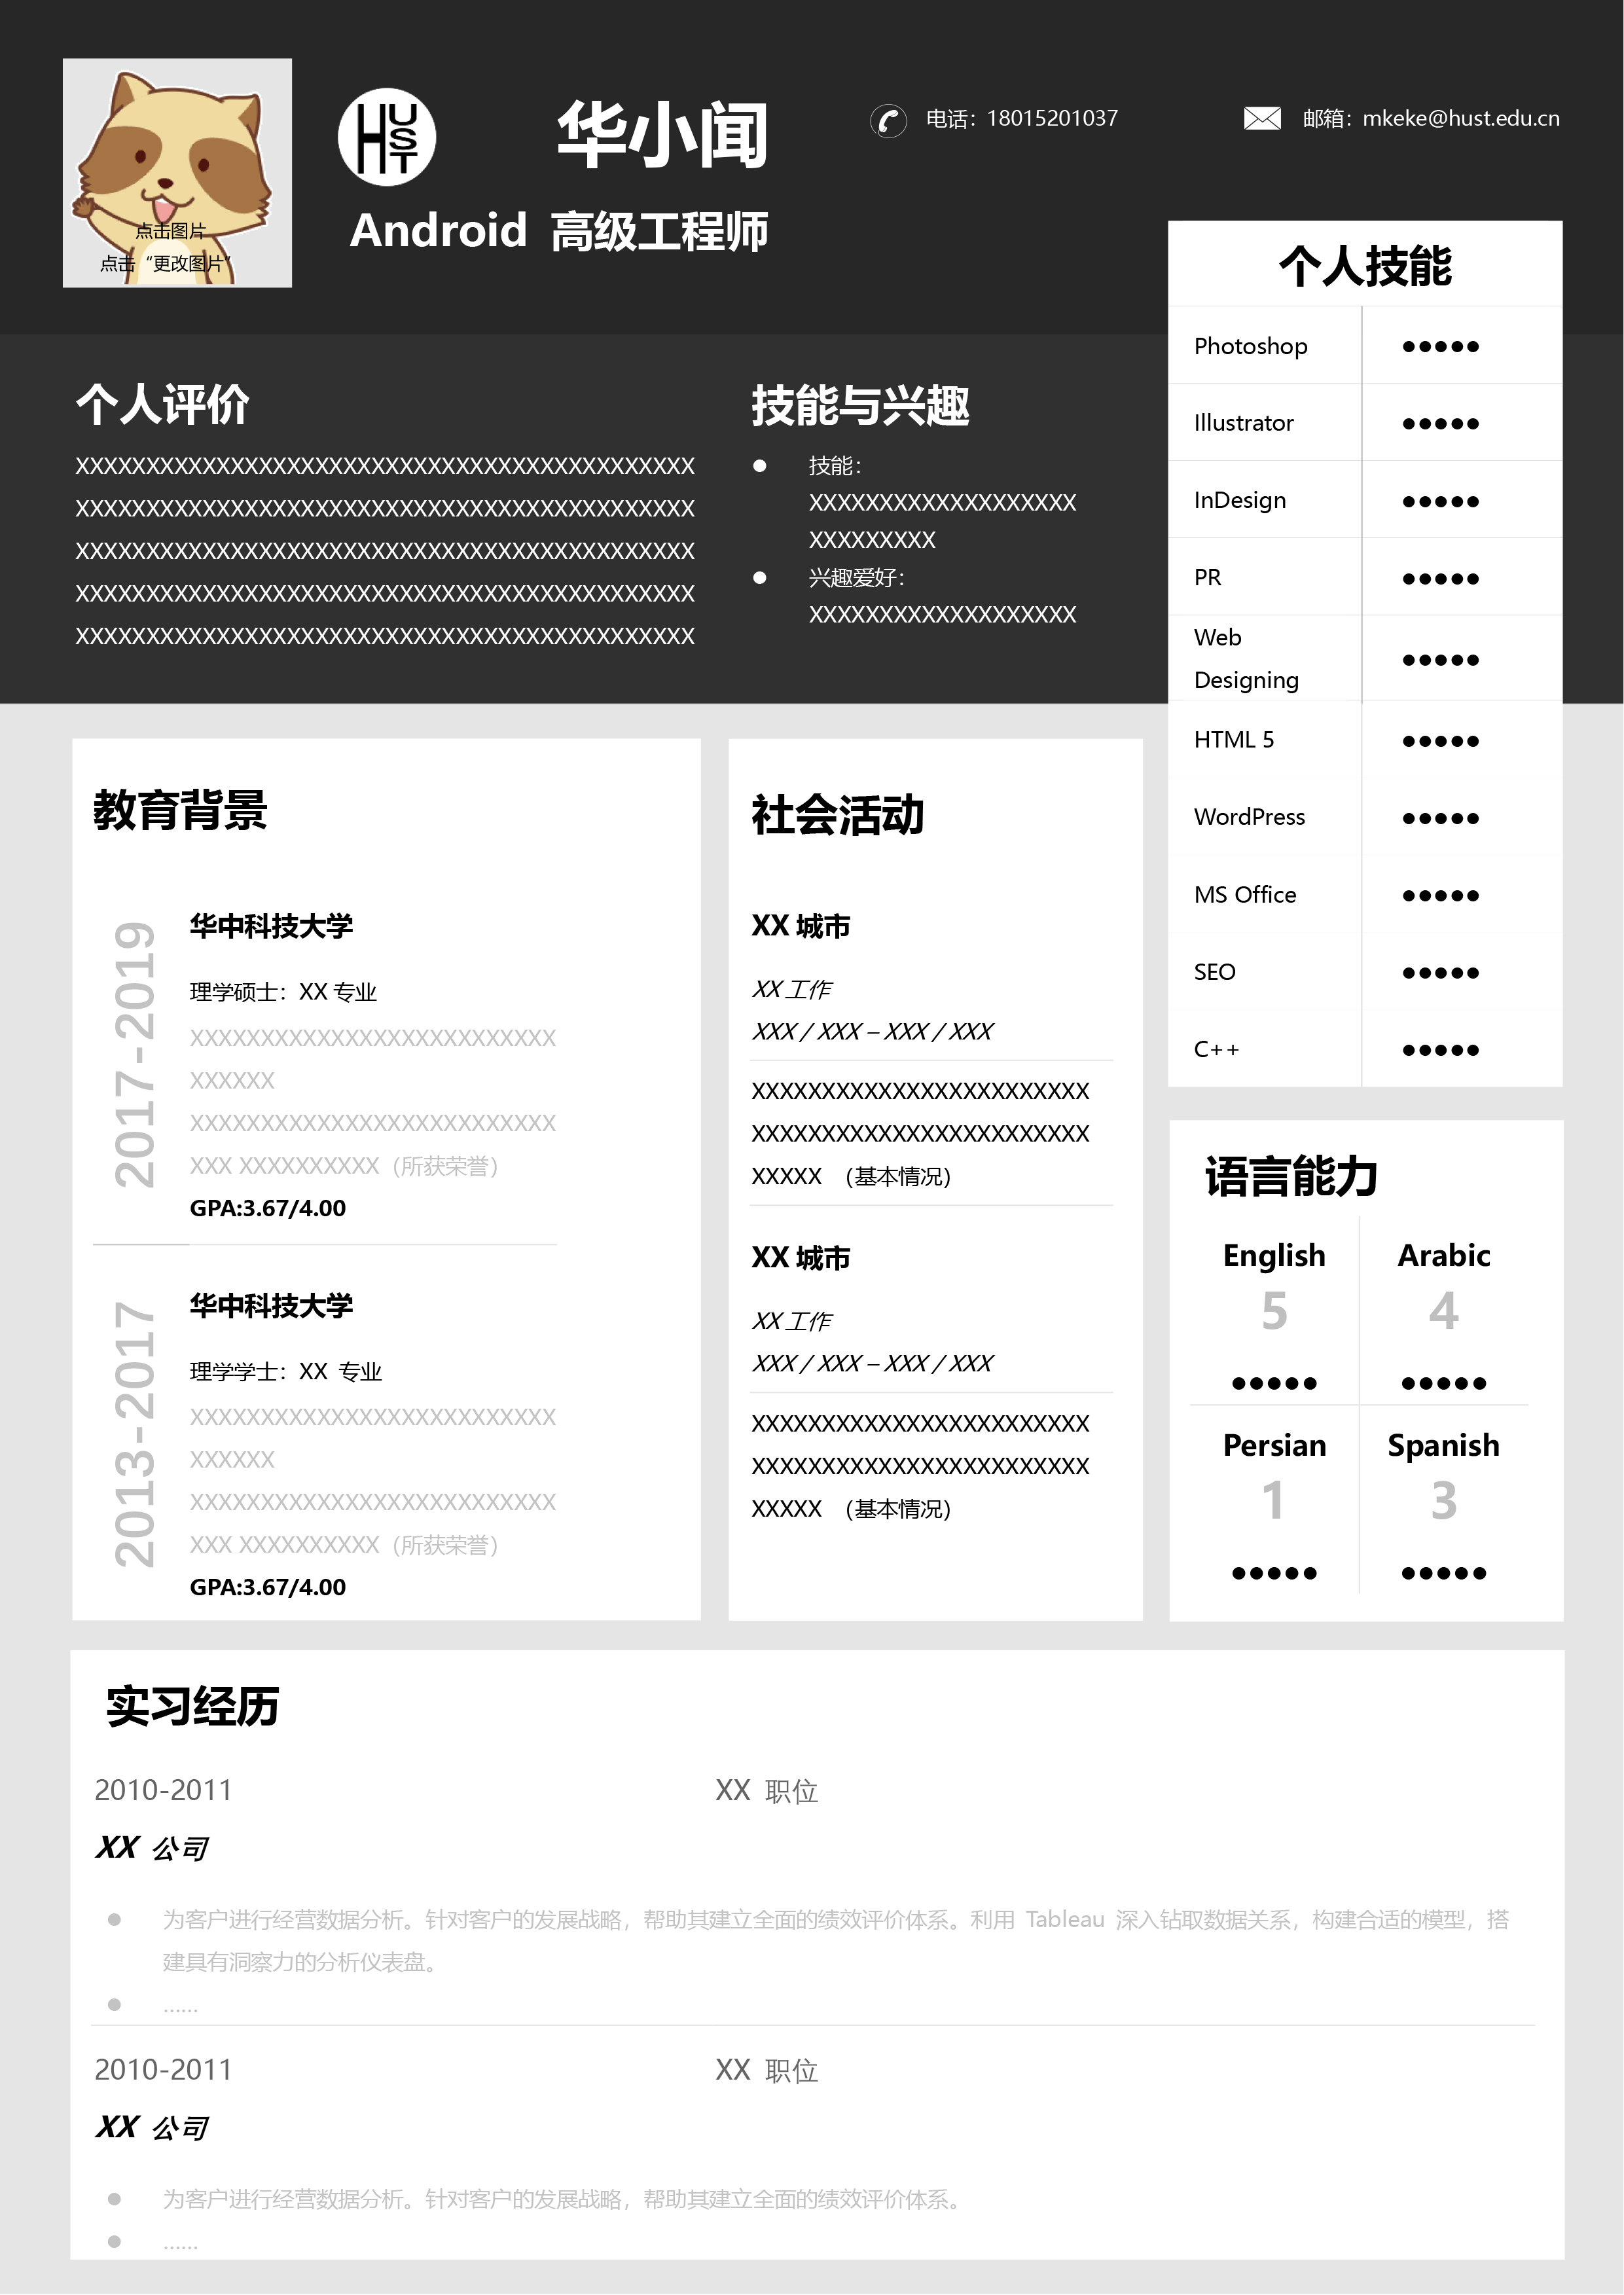 点击图片
点击“更改图片”
HUST
华小闻
Android 高级工程师
电话：18015201037
邮箱：mkeke@hust.edu.cn
个人评价
XXXXXXXXXXXXXXXXXXXXXXXXXXXXXXXXXXXXXXXXXXXX
XXXXXXXXXXXXXXXXXXXXXXXXXXXXXXXXXXXXXXXXXXXX
XXXXXXXXXXXXXXXXXXXXXXXXXXXXXXXXXXXXXXXXXXXX
XXXXXXXXXXXXXXXXXXXXXXXXXXXXXXXXXXXXXXXXXXXX
XXXXXXXXXXXXXXXXXXXXXXXXXXXXXXXXXXXXXXXXXXXX
技能与兴趣
● 技能：
XXXXXXXXXXXXXXXXXXX
XXXXXXXXX
● 兴趣爱好：
XXXXXXXXXXXXXXXXXXX
个人技能
Photoshop ●●●●●
Illustrator ●●●●●
InDesign ●●●●●
PR ●●●●●
Web
Designing ●●●●●
HTML 5 ●●●●●
WordPress ●●●●●
MS Office ●●●●●
SEO ●●●●●
C++ ●●●●●
教育背景
2017-2019
华中科技大学
理学硕士：XX 专业
XXXXXXXXXXXXXXXXXXXXXXXXXX
XXXXXX
XXXXXXXXXXXXXXXXXXXXXXXXXX
XXX XXXXXXXXXX（所获荣誉）
GPA:3.67/4.00
2013-2017
华中科技大学
理学学士：XX 专业
XXXXXXXXXXXXXXXXXXXXXXXXXX
XXXXXX
XXXXXXXXXXXXXXXXXXXXXXXXXX
XXX XXXXXXXXXX（所获荣誉）
GPA:3.67/4.00
社会活动
XX 城市
XX 工作
XXX / XXX – XXX / XXX
XXXXXXXXXXXXXXXXXXXXXXXX
XXXXXXXXXXXXXXXXXXXXXXXX
XXXXX （基本情况）
XX 城市
XX 工作
XXX / XXX – XXX / XXX
XXXXXXXXXXXXXXXXXXXXXXXX
XXXXXXXXXXXXXXXXXXXXXXXX
XXXXX （基本情况）
语言能力
English Arabic
5 4
●●●●● ●●●●●
Persian Spanish
1 3
●●●●● ●●●●●
实习经历
2010-2011 XX 职位
XX 公司
● 为客户进行经营数据分析。针对客户的发展战略，帮助其建立全面的绩效评价体系。利用 Tableau 深入钻取数据关系，构建合适的模型，搭
建具有洞察力的分析仪表盘。
● ……
2010-2011 XX 职位
XX 公司
● 为客户进行经营数据分析。针对客户的发展战略，帮助其建立全面的绩效评价体系。
● ……